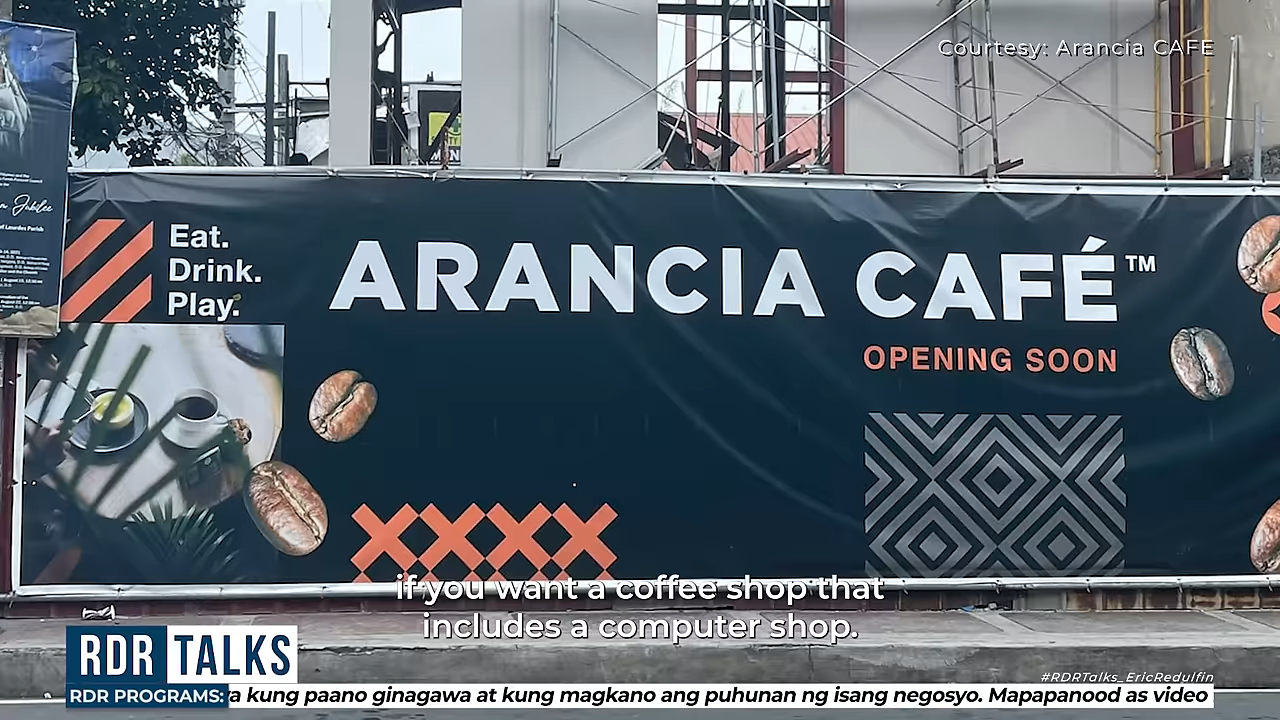 Courtesy: Arancia CAFE
Eat.
Drink.
Play.
ARANCIA CAFÉ™
OPENING SOON
if you want a coffee shop that
includes a computer shop.
RDR TALKS
#RDRTalks_EricRedulfin
RDR PROGRAMS: a kung paano ginagawa at kung magkano ang puhunan ng isang negosyo. Mapapanood as video